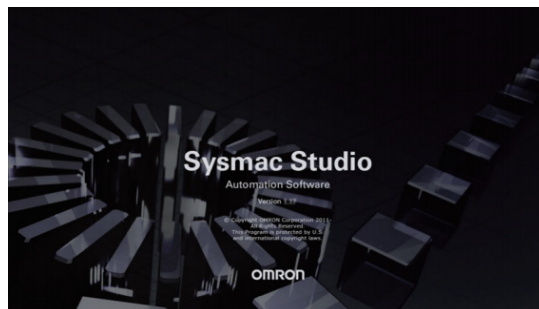 Sysmac Studio
Automation Software
Version
© Copyright OMRON Corporation 2011-
All Rights Reserved.
This Program is protected by U.S.
and international copyright laws.
OMRON